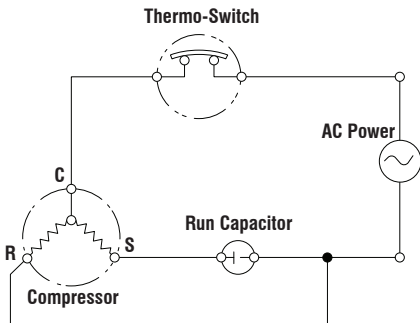 Thermo-Switch
AC Power
C
Run Capacitor
R
S
Compressor